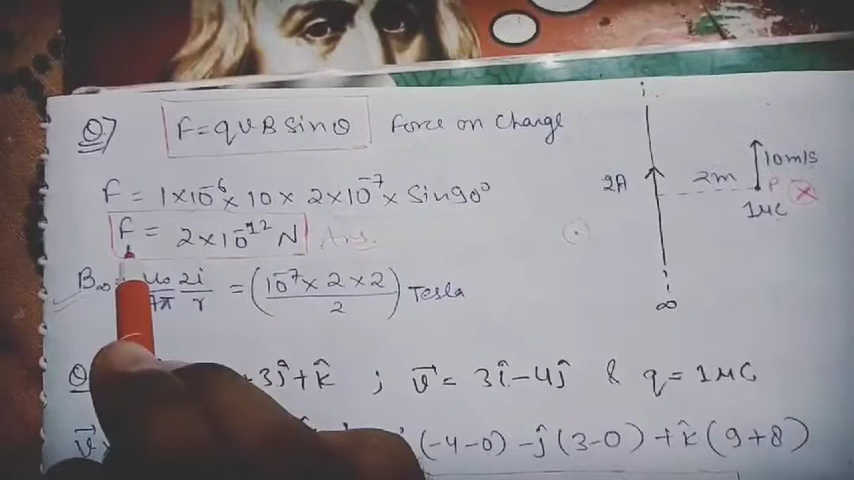 Q7 F = qvB sinθ Force on Charge
F = 1×10⁻⁶ × 10 × 2×10⁻⁷ × Sin90°
F = 2×10⁻¹² N Ans.
B∞ = μ₀/4π 2i/r = (10⁻⁷ × 2 × 2 / 2) Tesla
2A 2m 10m/s
P ⊗
1μC
∞
Q +3ĵ+k̂ ; v⃗ = 3î-4ĵ & q = 1μC
v⃗ (-4-0) -ĵ(3-0) +k̂(9+8)